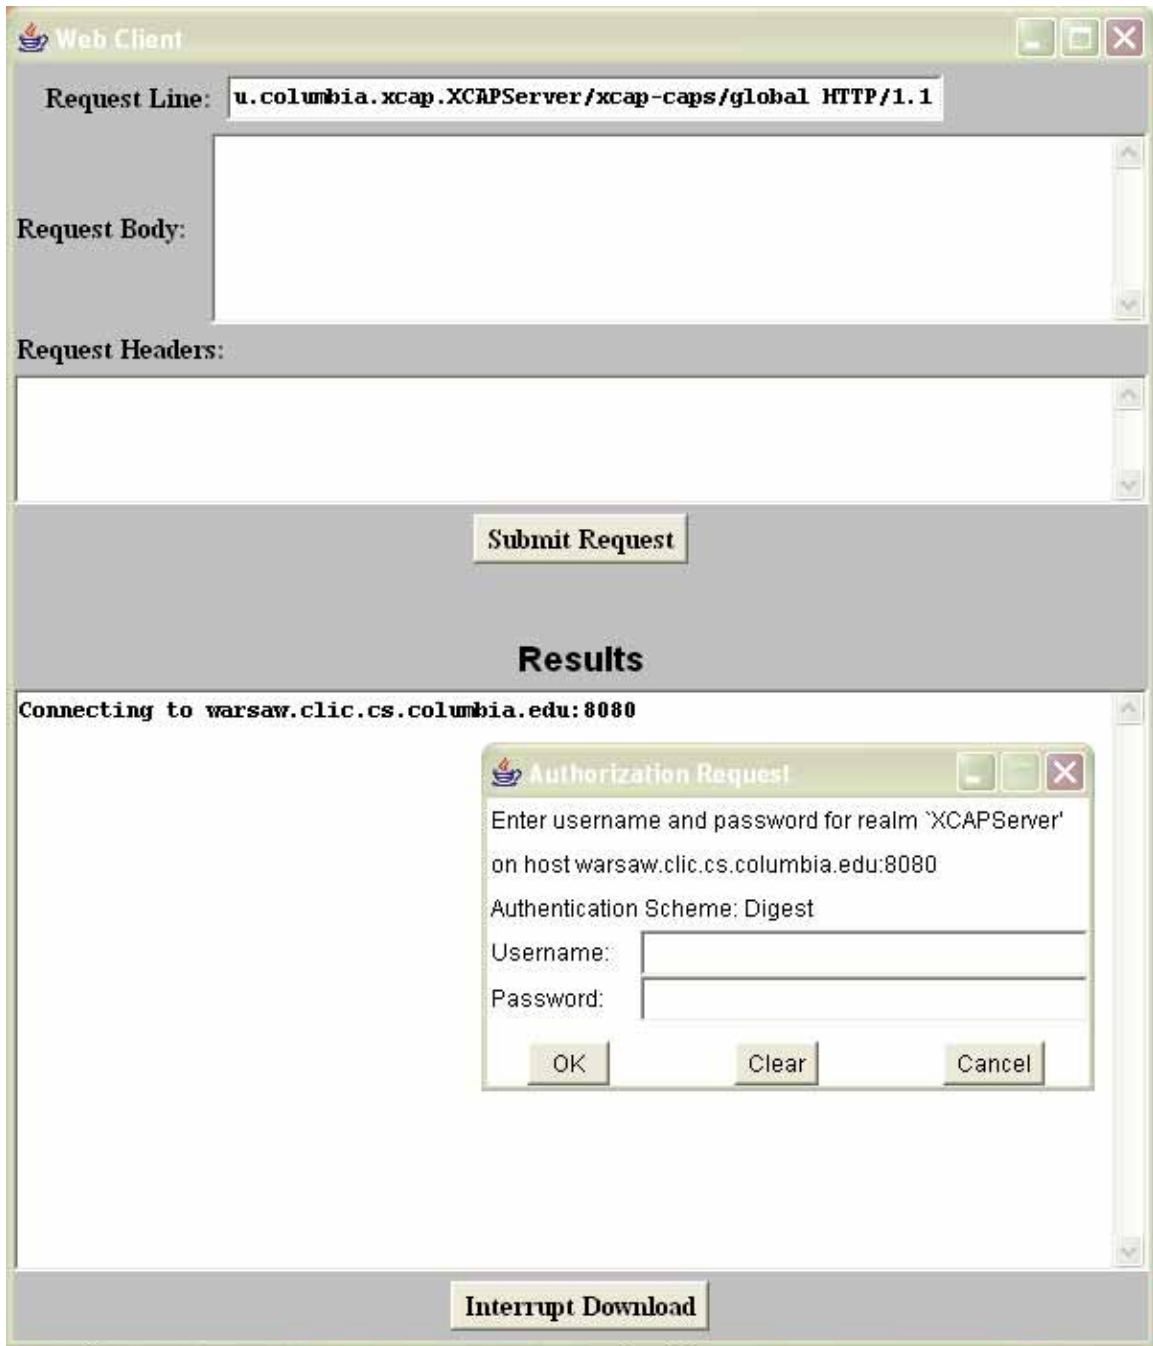 Web Client
Request Line: u.columbia.xcap.XCAPServer/xcap-caps/global HTTP/1.1
Request Body:
Request Headers:
Submit Request
Results
Connecting to warsaw.clic.cs.columbia.edu:8080
Authorization Request
Enter username and password for realm `XCAPServer'
on host warsaw.clic.cs.columbia.edu:8080
Authentication Scheme: Digest
Username:
Password:
OK Clear Cancel
Interrupt Download